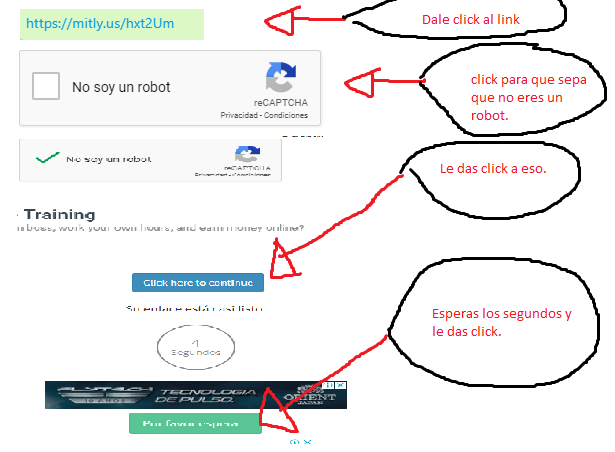 https://mitly.us/hxt2Um
Dale click al link
No soy un robot
reCAPTCHA
Privacidad - Condiciones
click para que sepa
que no eres un
robot.
No soy un robot
reCAPTCHA
Privacidad - Condiciones
Le das click a eso.
Training
boss, work your own hours, and earn money online?
Click here to continue
Su enlace está casi listo
4
Segundos
Esperas los segundos y
le das click.
TECNOLOGIA
DE PULSO.
ORIENT
JAPAN
Por favor espera